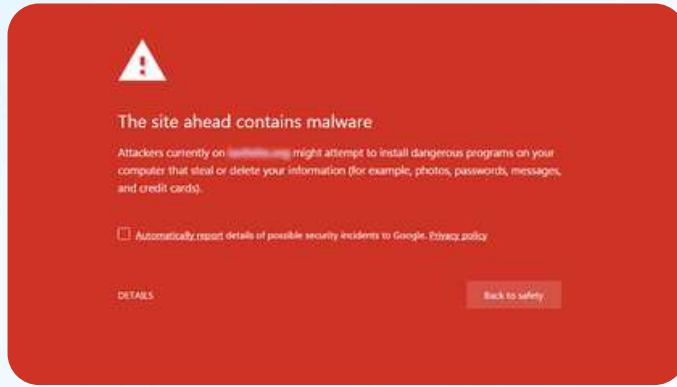 The site ahead contains malware
Attackers currently on might attempt to install dangerous programs on your
computer that steal or delete your information (for example, photos, passwords, messages,
and credit cards).
Automatically report details of possible security incidents to Google. Privacy policy
DETAILS
Back to safety